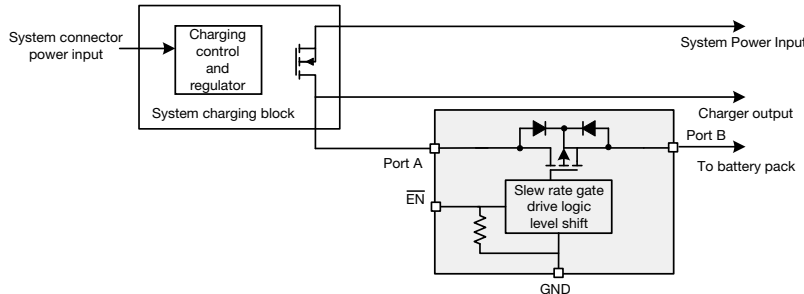 System connector
power input
Charging
control
and
regulator
System charging block
System Power Input
Charger output
Port A
Port B
To battery pack
EN
Slew rate gate
drive logic
level shift
GND